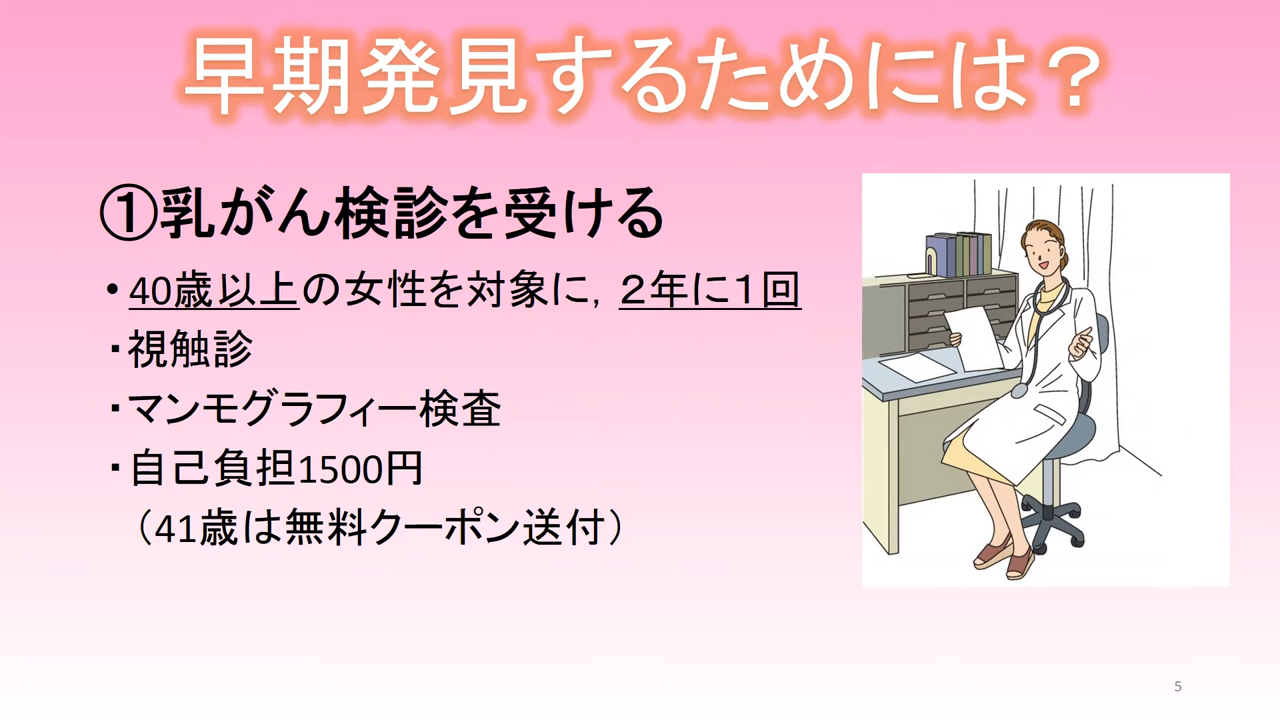 早期発見するためには？
①乳がん検診を受ける
•40歳以上の女性を対象に，２年に１回
・視触診
・マンモグラフィー検査
・自己負担1500円
（41歳は無料クーポン送付）
5